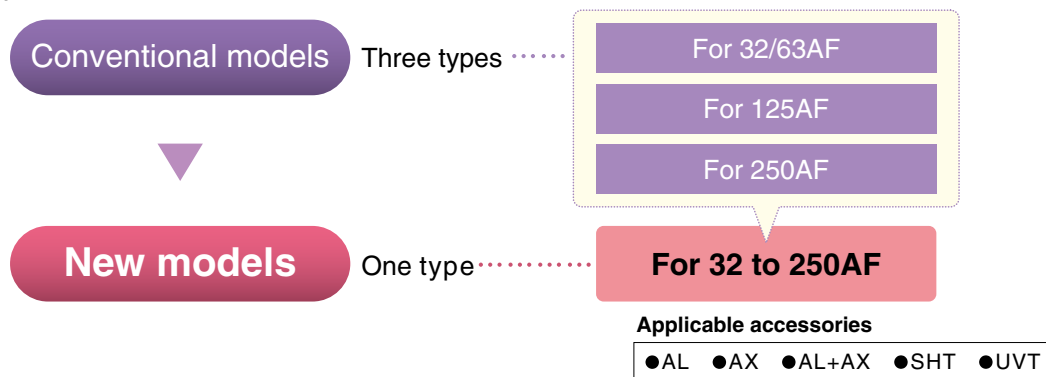 Conventional models Three types ······ For 32/63AF
For 125AF
For 250AF
New models One type ············ For 32 to 250AF
Applicable accessories
●AL ●AX ●AL+AX ●SHT ●UVT